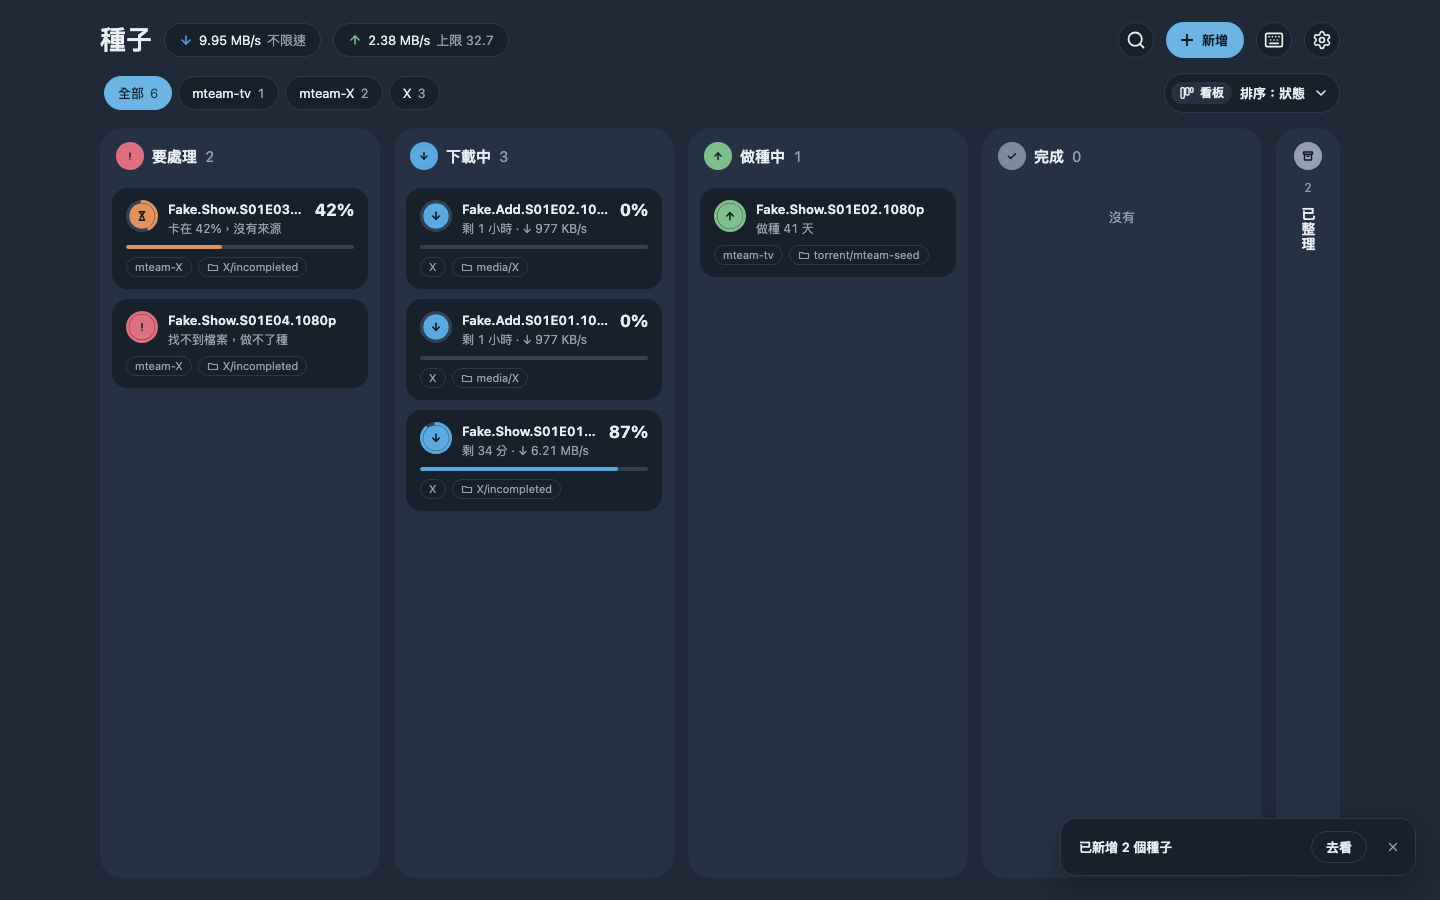 種子
↓ 9.95 MB/s 不限速
↑ 2.38 MB/s 上限 32.7
+ 新增
全部 6
mteam-tv 1
mteam-X 2
X 3
看板 排序：狀態
! 要處理 2
Fake.Show.S01E03... 42%
卡在 42%，沒有來源
mteam-X X/incompleted
! Fake.Show.S01E04.1080p
找不到檔案，做不了種
mteam-X X/incompleted
下載中 3
Fake.Add.S01E02.10... 0%
剩 1 小時 · ↓ 977 KB/s
X media/X
Fake.Add.S01E01.10... 0%
剩 1 小時 · ↓ 977 KB/s
X media/X
Fake.Show.S01E01... 87%
剩 34 分 · ↓ 6.21 MB/s
X X/incompleted
做種中 1
Fake.Show.S01E02.1080p
做種 41 天
mteam-tv torrent/mteam-seed
完成 0
沒有
2
已整理
已新增 2 個種子
去看